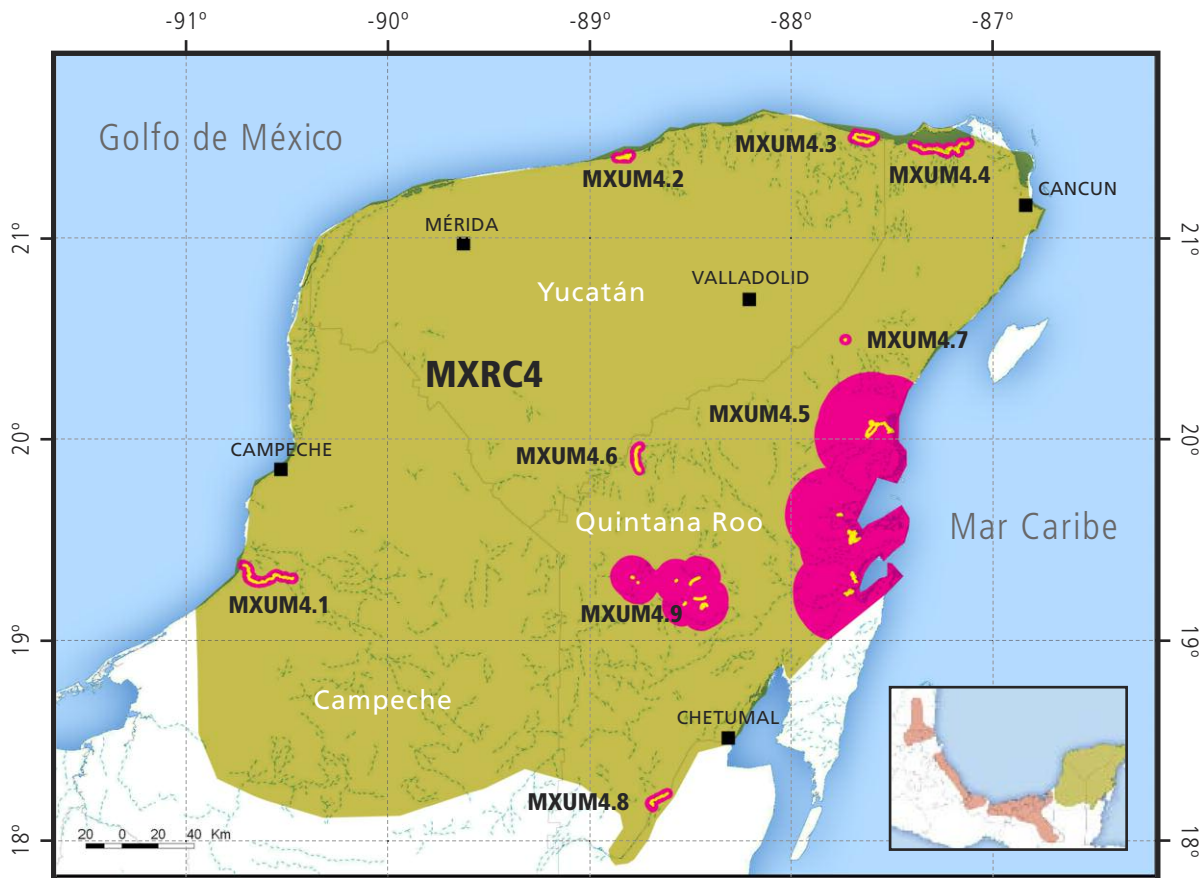 -91º
-90º
-89º
-88º
-87º
Golfo de México
MXUM4.3
MXUM4.2
MXUM4.4
CANCUN
MÉRIDA
21º
21º
VALLADOLID
Yucatán
MXUM4.7
MXRC4
MXUM4.5
20º
20º
CAMPECHE
MXUM4.6
Quintana Roo
Mar Caribe
MXUM4.1
MXUM4.9
19º
19º
Campeche
CHETUMAL
MXUM4.8
20 0 20 40 Km
18º
18º